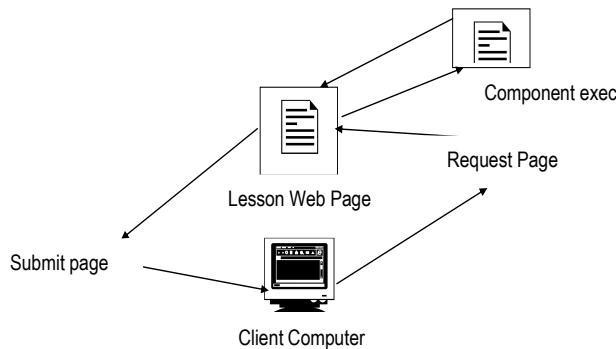 Component exec
Request Page
Lesson Web Page
Submit page
Client Computer